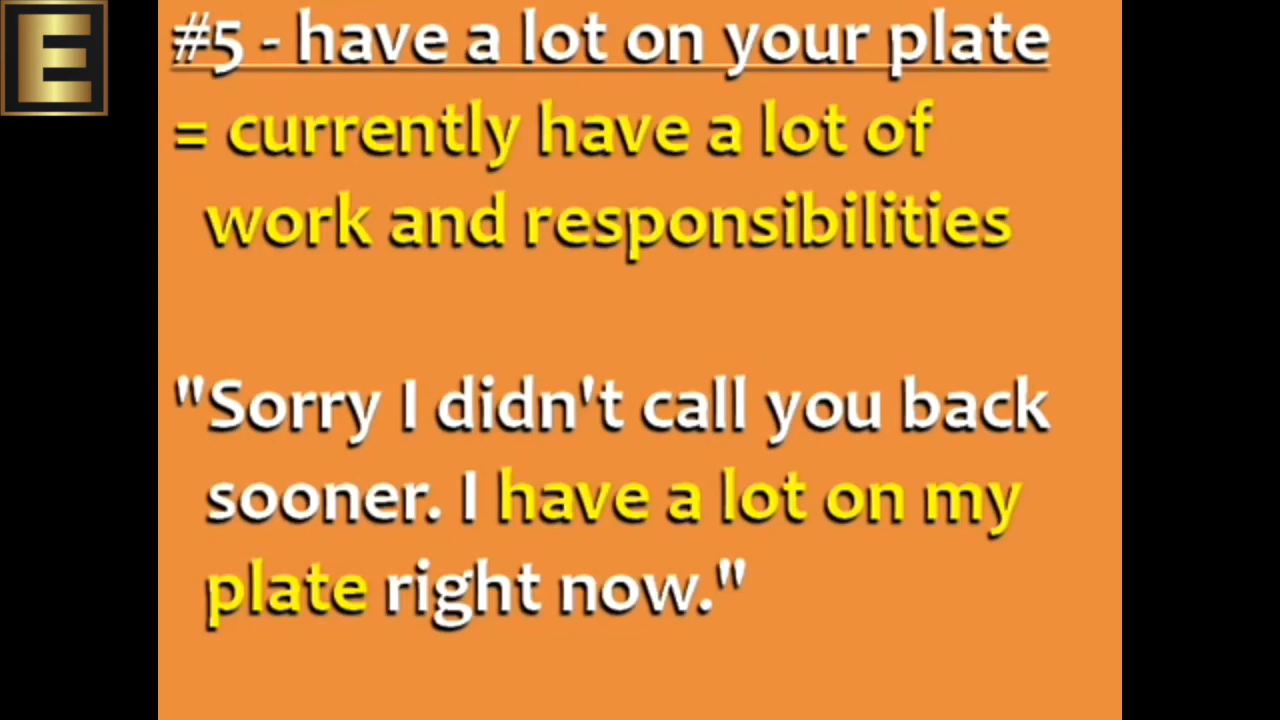 E
#5 - have a lot on your plate
= currently have a lot of
work and responsibilities
"Sorry I didn't call you back
sooner. I have a lot on my
plate right now."